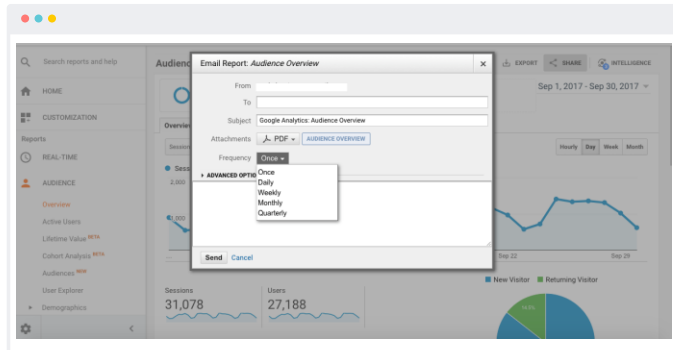 Search reports and help
HOME
CUSTOMIZATION
Reports
REAL-TIME
AUDIENCE
Overview
Active Users
Lifetime Value BETA
Cohort Analysis BETA
Audiences NEW
User Explorer
Demographics
EXPORT
SHARE
INTELLIGENCE
Sep 1, 2017 - Sep 30, 2017
Email Report: Audience Overview
From
To
Subject Google Analytics: Audience Overview
Attachments PDF AUDIENCE OVERVIEW
Frequency Once
Once
Daily
Weekly
Monthly
Quarterly
Send Cancel
Hourly Day Week Month
2,000
Sep 22
Sep 29
New Visitor Returning Visitor
Sessions
31,078
Users
27,188